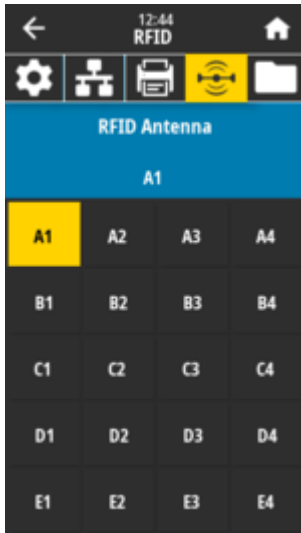 12:44
RFID
RFID Antenna
A1
A1 A2 A3 A4
B1 B2 B3 B4
C1 C2 C3 C4
D1 D2 D3 D4
E1 E2 E3 E4